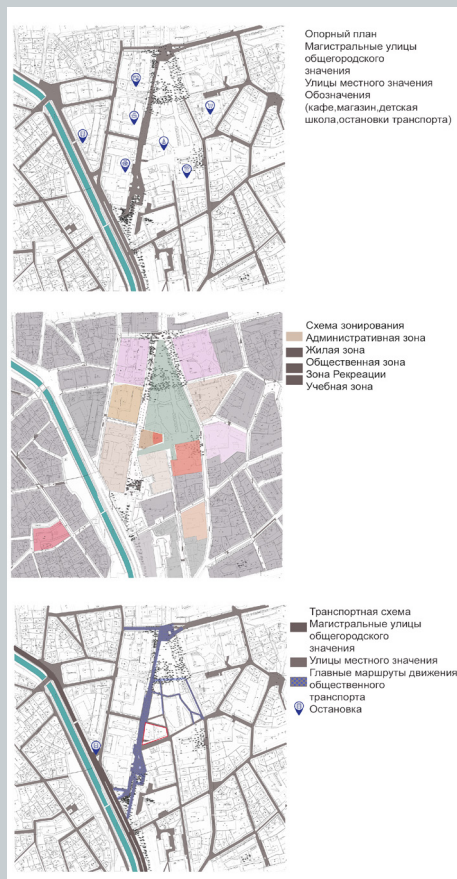 Опорный план
Магистральные улицы
общегородского
значения
Улицы местного значения
Обозначения
(кафе,магазин,детская
школа,остановки транспорта)
Схема зонирования
Административная зона
Жилая зона
Общественная зона
Зона Рекреации
Учебная зона
Транспортная схема
Магистральные улицы
общегородского
значения
Улицы местного значения
Главные маршруты движения
общественного
транспорта
Остановка